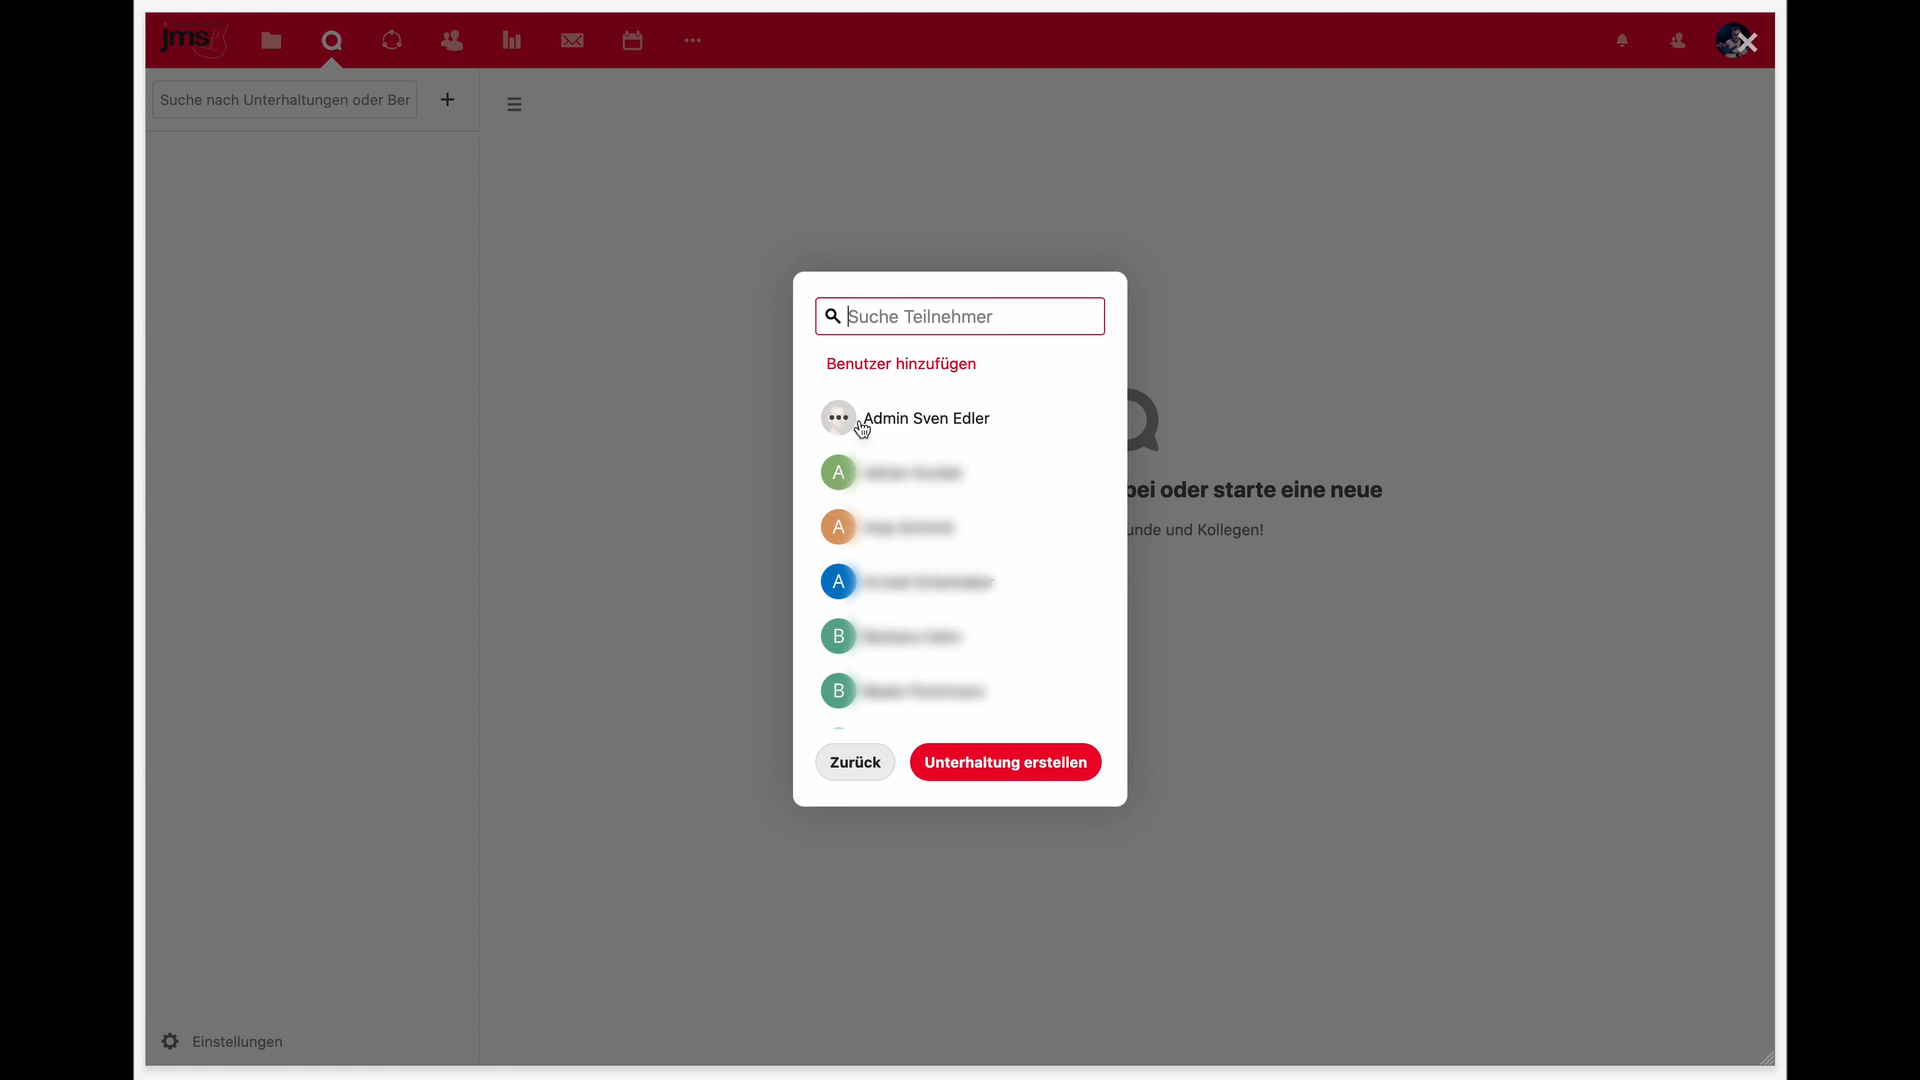 jms
Suche nach Unterhaltungen oder Ber
+
Suche Teilnehmer
Benutzer hinzufügen
Admin Sven Edler
A
A
A
B
B
bei oder starte eine neue
unde und Kollegen!
Zurück
Unterhaltung erstellen
Einstellungen